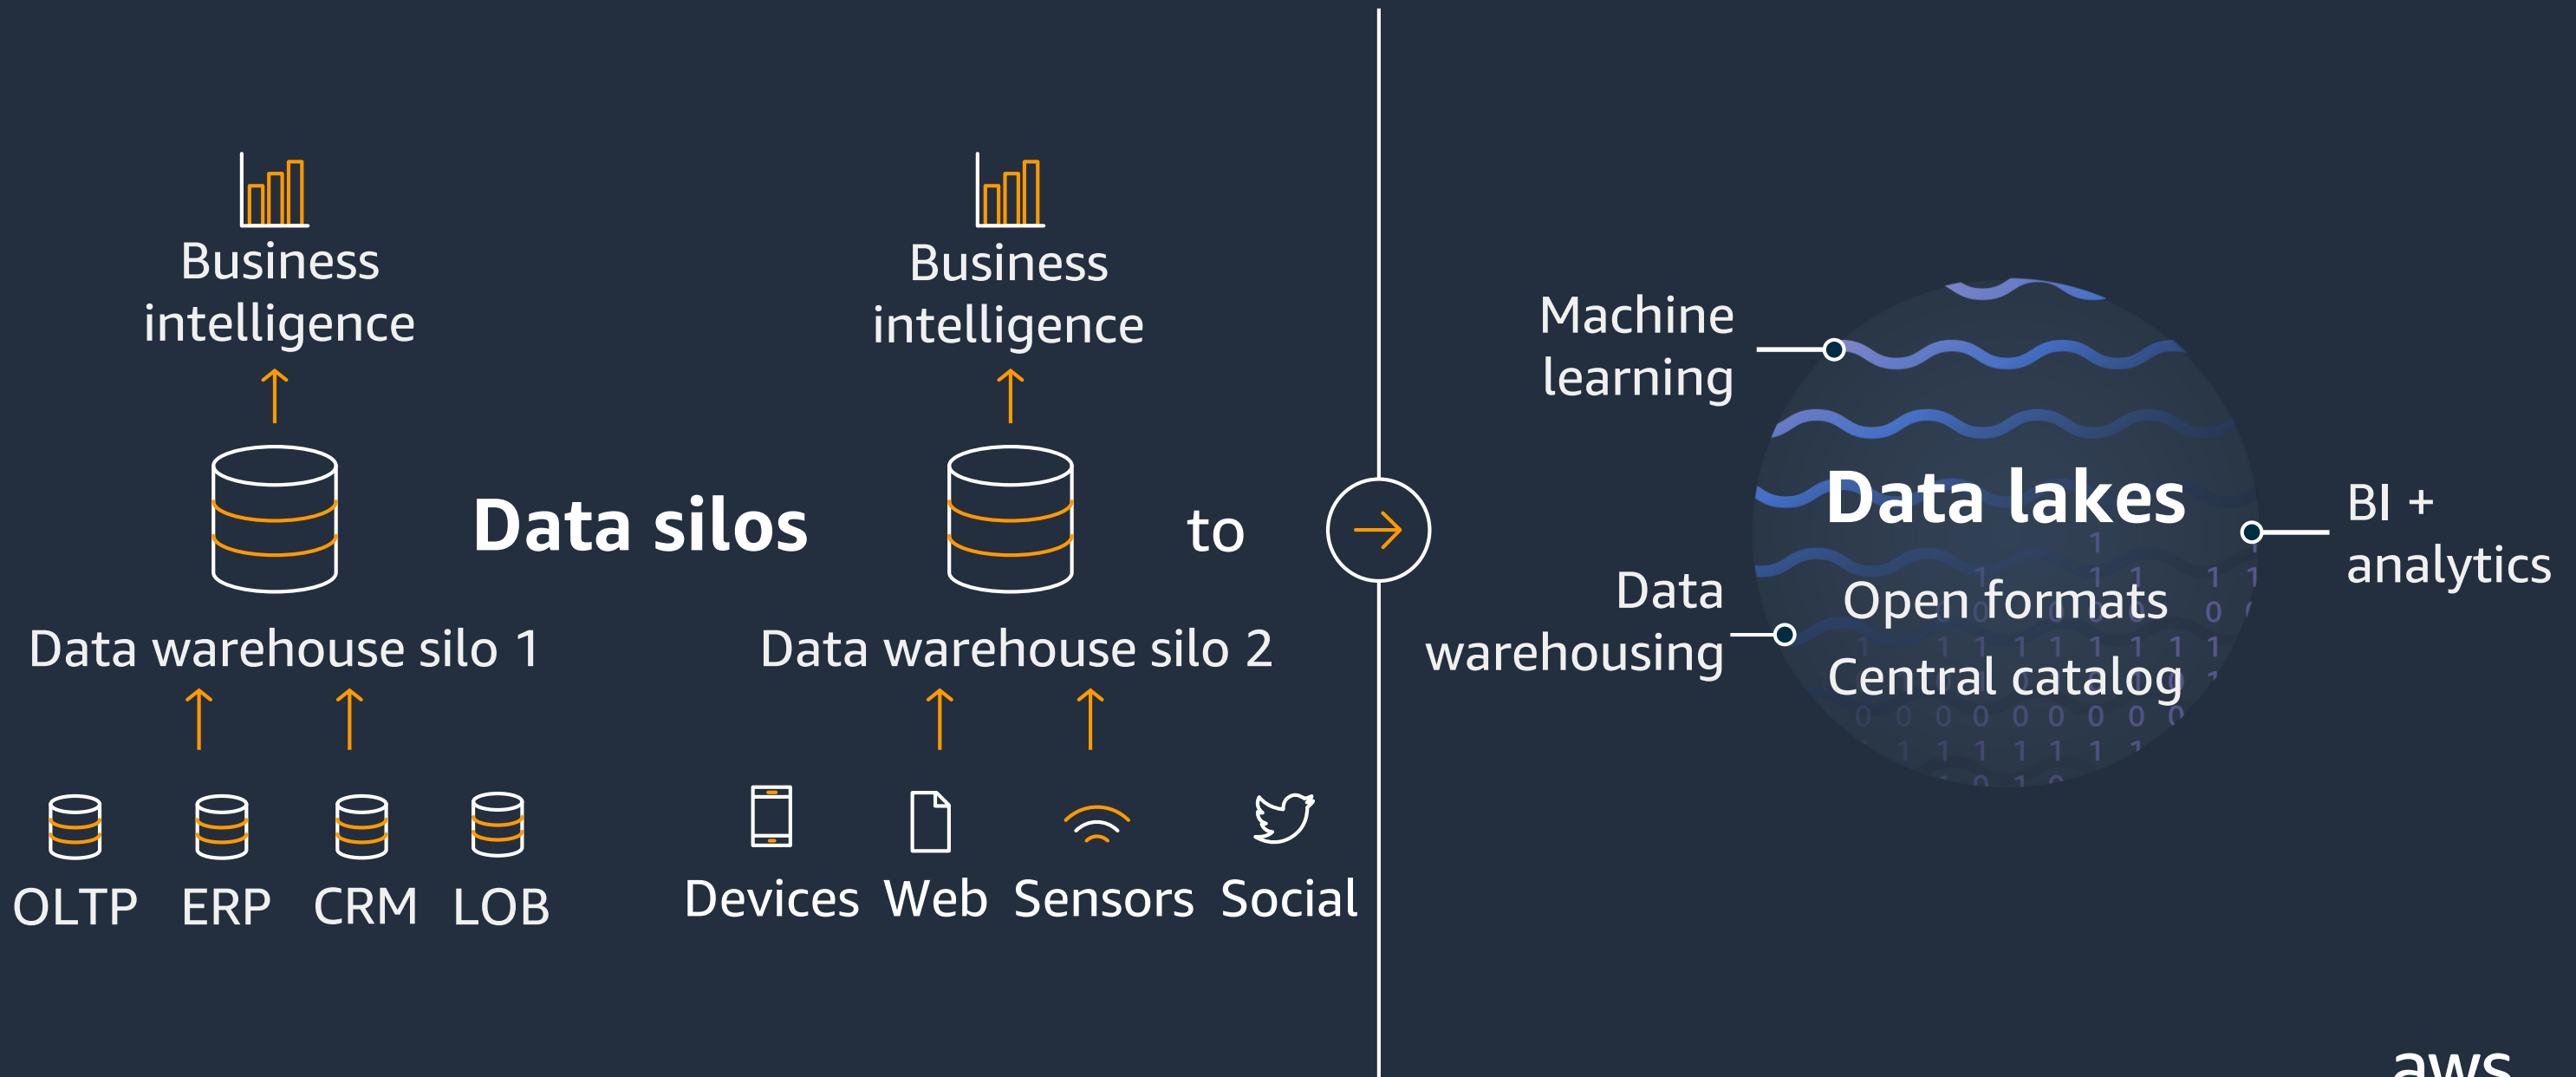 Business
intelligence
Business
intelligence
Data silos
to
Data warehouse silo 1
Data warehouse silo 2
OLTP
ERP
CRM
LOB
Devices
Web
Sensors
Social
Machine
learning
Data
warehousing
Data lakes
Open formats
Central catalog
BI +
analytics
aws